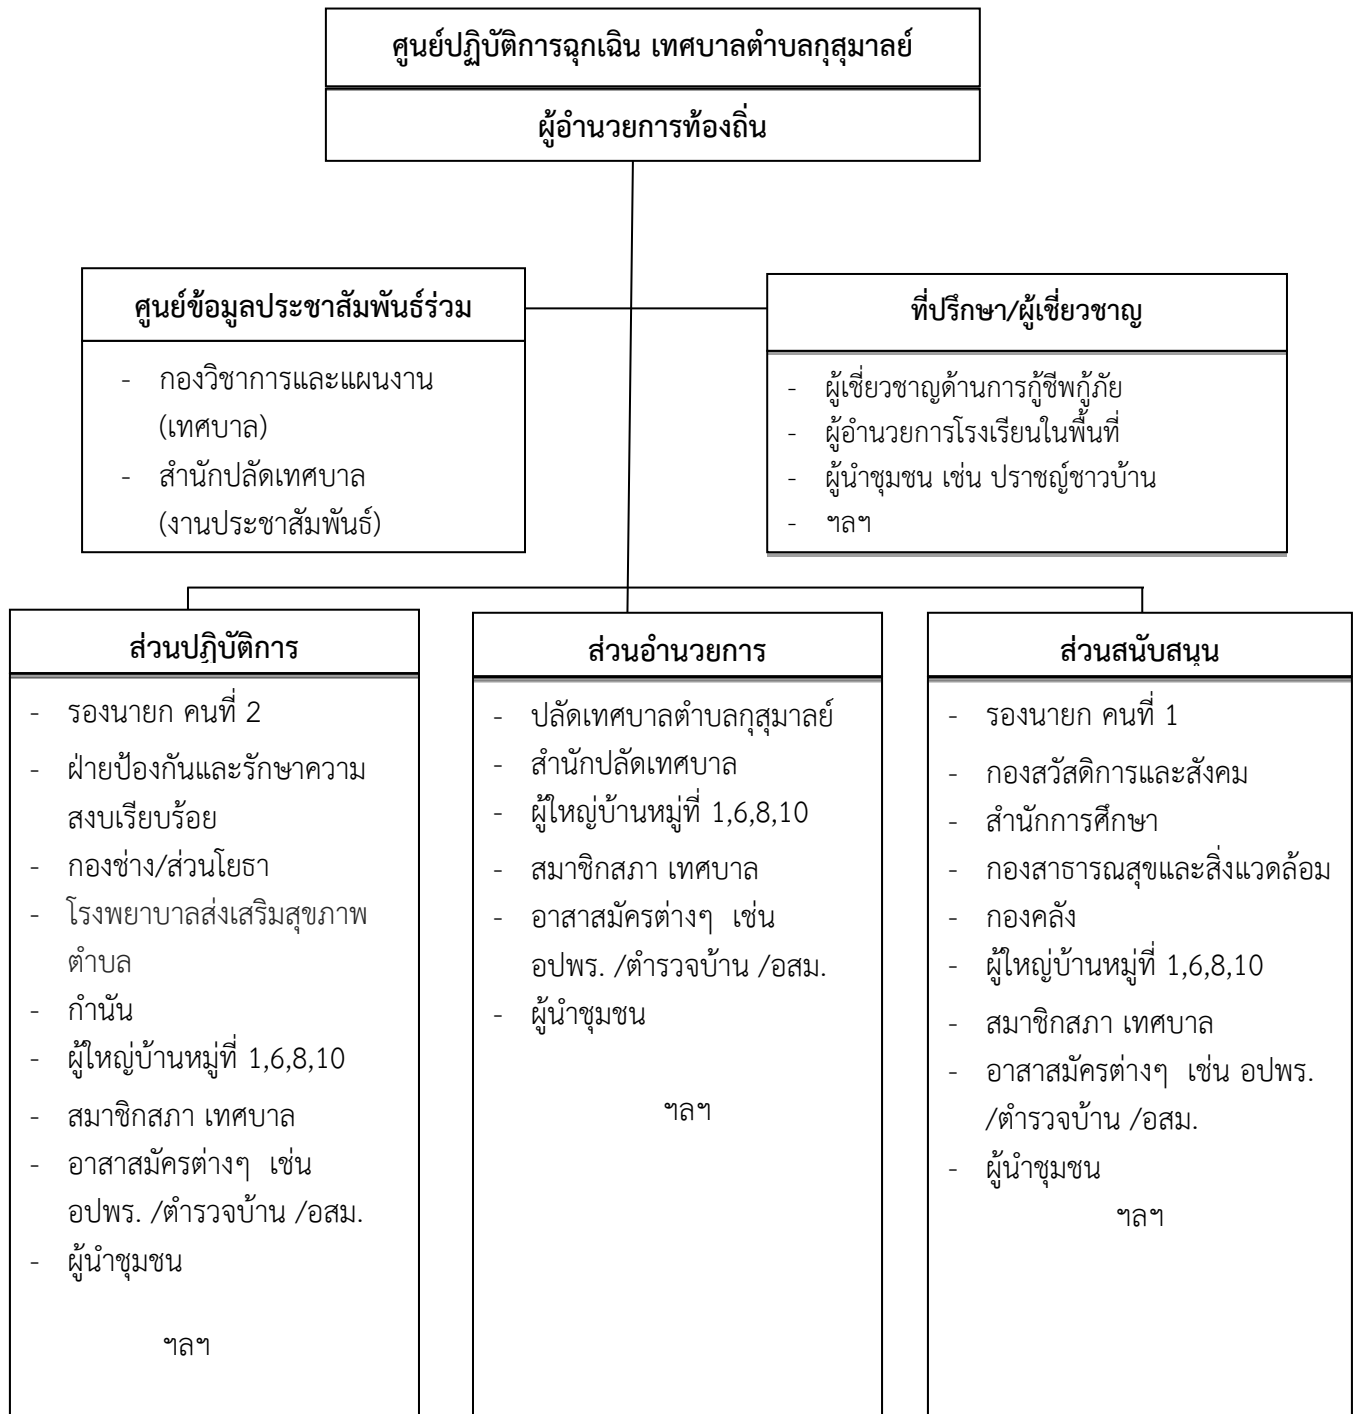 ศูนย์ปฏิบัติการฉุกเฉิน เทศบาลตำบลกุสุมาลย์
ผู้อำนวยการท้องถิ่น
ศูนย์ข้อมูลประชาสัมพันธ์ร่วม
- กองวิชาการและแผนงาน
(เทศบาล)
- สำนักปลัดเทศบาล
(งานประชาสัมพันธ์)
ที่ปรึกษา/ผู้เชี่ยวชาญ
- ผู้เชี่ยวชาญด้านการกู้ชีพกู้ภัย
- ผู้อำนวยการโรงเรียนในพื้นที่
- ผู้นำชุมชน เช่น ปราชญ์ชาวบ้าน
- ฯลฯ
ส่วนปฏิบัติการ
- รองนายก คนที่ 2
- ฝ่ายป้องกันและรักษาความ
สงบเรียบร้อย
- กองช่าง/ส่วนโยธา
- โรงพยาบาลส่งเสริมสุขภาพ
ตำบล
- กำนัน
- ผู้ใหญ่บ้านหมู่ที่ 1,6,8,10
- สมาชิกสภา เทศบาล
- อาสาสมัครต่างๆ เช่น
อปพร. /ตำรวจบ้าน /อสม.
- ผู้นำชุมชน
ฯลฯ
ส่วนอำนวยการ
- ปลัดเทศบาลตำบลกุสุมาลย์
- สำนักปลัดเทศบาล
- ผู้ใหญ่บ้านหมู่ที่ 1,6,8,10
- สมาชิกสภา เทศบาล
- อาสาสมัครต่างๆ เช่น
อปพร. /ตำรวจบ้าน /อสม.
- ผู้นำชุมชน
ฯลฯ
ส่วนสนับสนุน
- รองนายก คนที่ 1
- กองสวัสดิการและสังคม
- สำนักการศึกษา
- กองสาธารณสุขและสิ่งแวดล้อม
- กองคลัง
- ผู้ใหญ่บ้านหมู่ที่ 1,6,8,10
- สมาชิกสภา เทศบาล
- อาสาสมัครต่างๆ เช่น อปพร.
/ตำรวจบ้าน /อสม.
- ผู้นำชุมชน
ฯลฯ